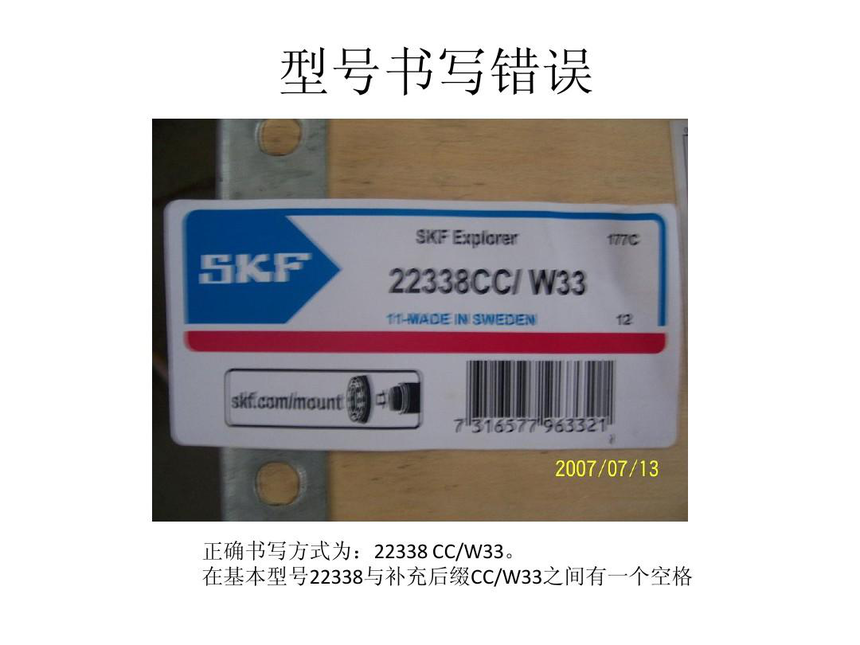 型号书写错误
SKF Explorer
177C
SKF
22338CC/ W33
11-MADE IN SWEDEN
12
skf.com/mount
7 316577 963321
2007/07/13
正确书写方式为：22338 CC/W33。
在基本型号22338与补充后缀CC/W33之间有一个空格